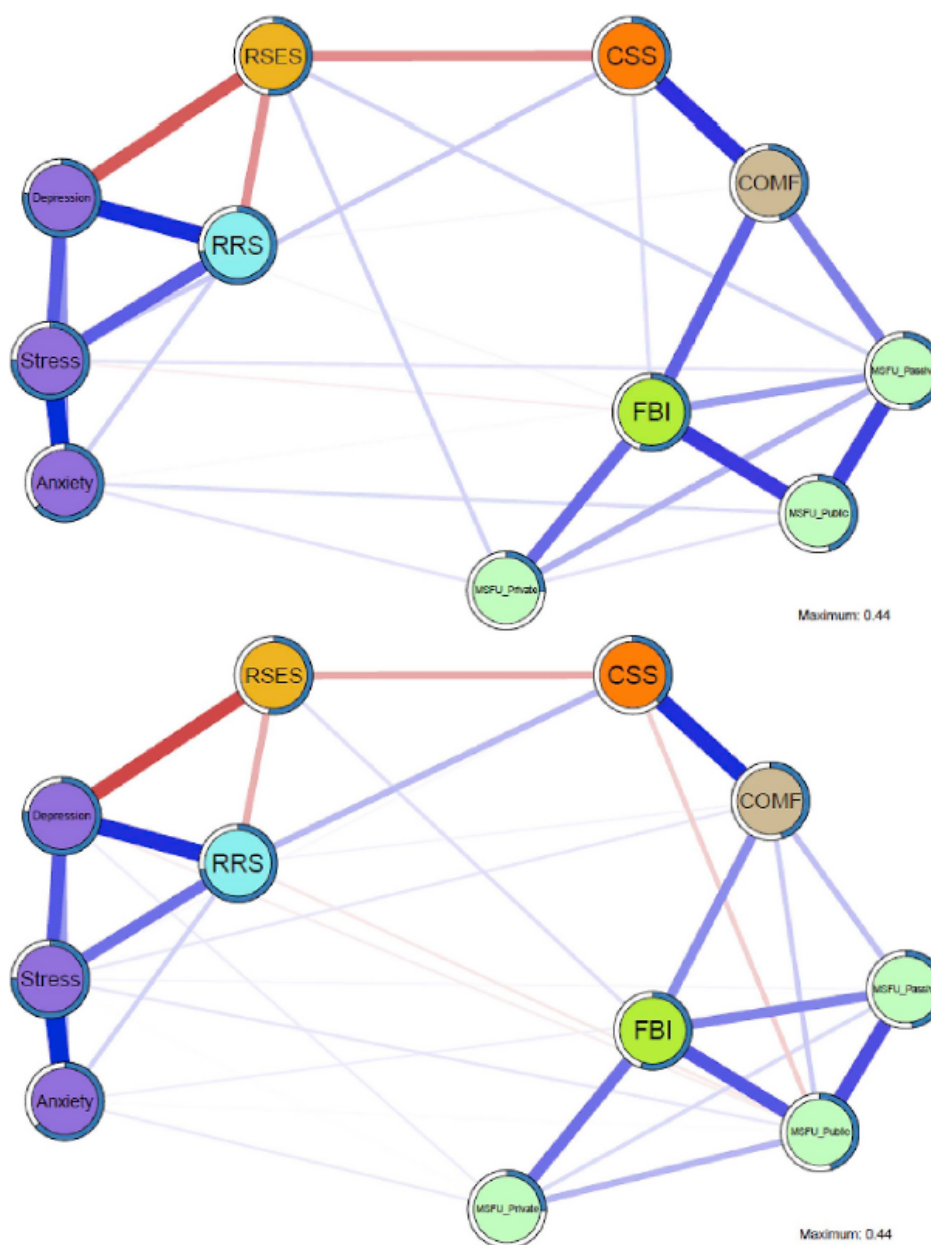 RSES
CSS
COMF
Depression
RRS
Stress
MSFU_Passiv
FBI
Anxiety
MSFU_Public
MSFU_Private
Maximum: 0.44
RSES
CSS
COMF
Depression
RRS
Stress
MSFU_Passiv
FBI
Anxiety
MSFU_Public
MSFU_Private
Maximum: 0.44